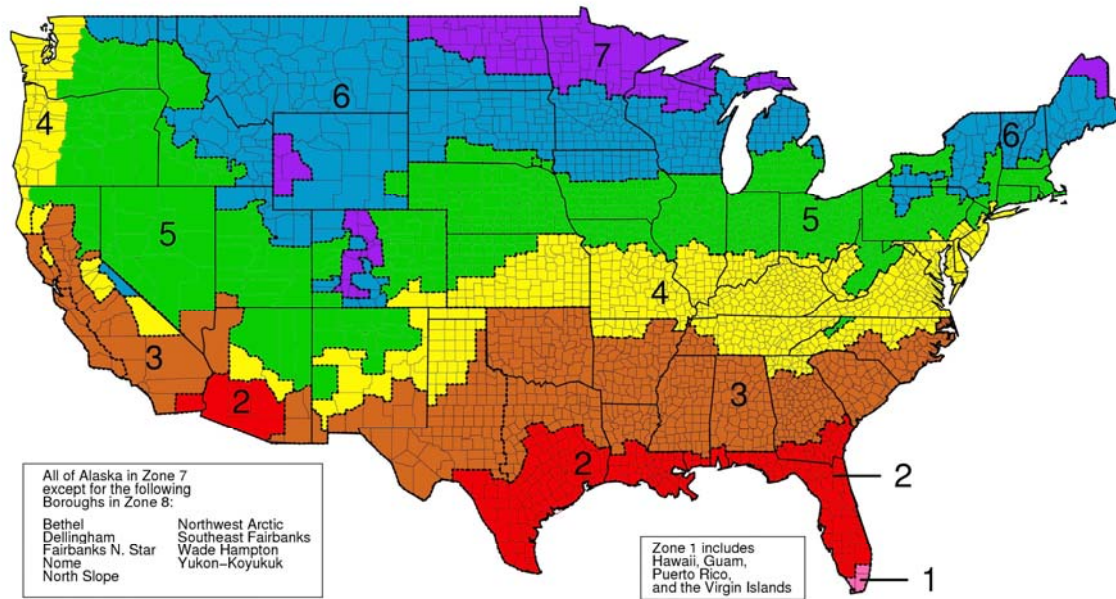 7
6
4
6
5
5
4
3
3
2
2
2
1
All of Alaska in Zone 7
except for the following
Boroughs in Zone 8:
Bethel Northwest Arctic
Dellingham Southeast Fairbanks
Fairbanks N. Star Wade Hampton
Nome Yukon-Koyukuk
North Slope
Zone 1 includes
Hawaii, Guam,
Puerto Rico,
and the Virgin Islands